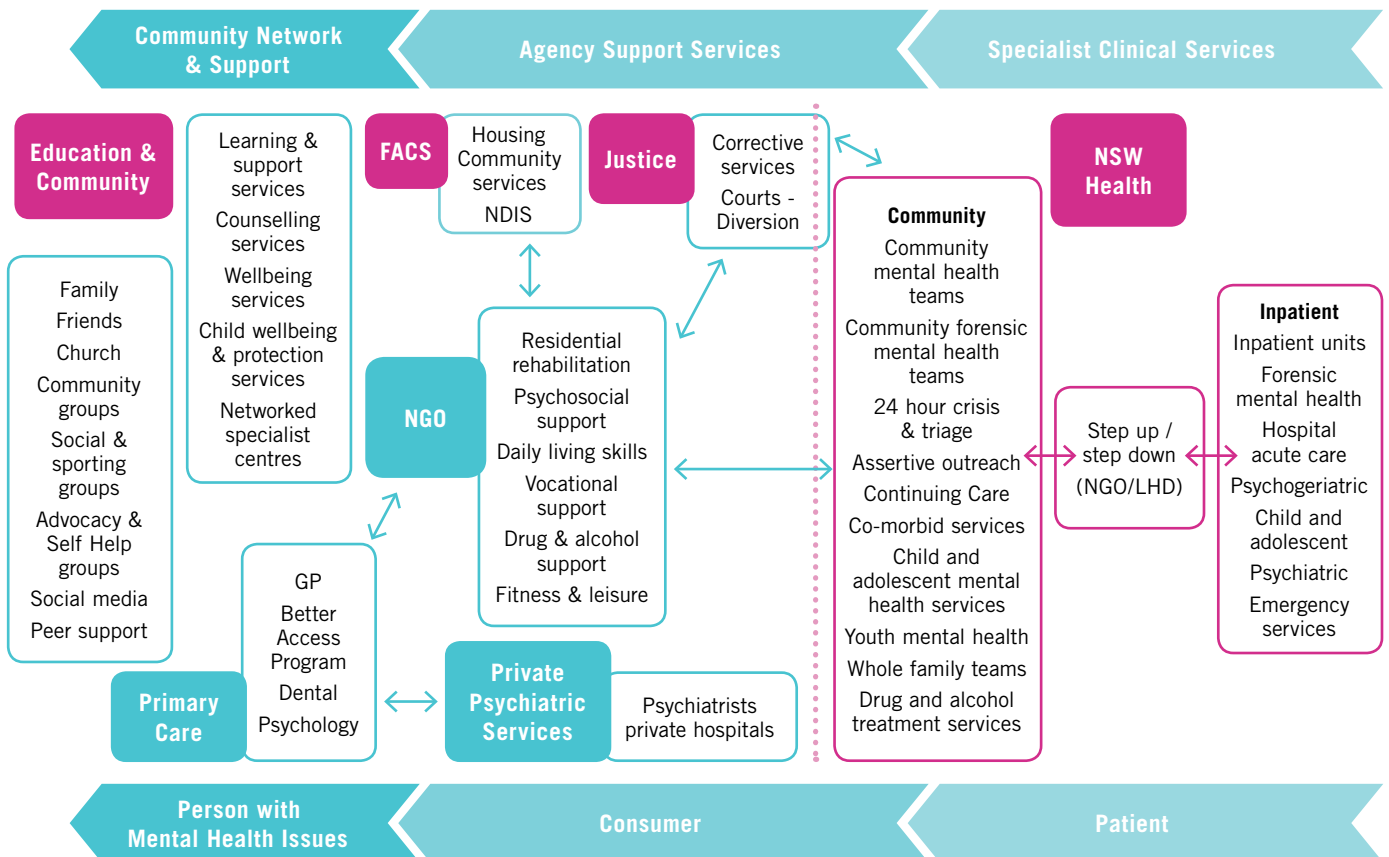 Community Network
& Support
Agency Support Services
Specialist Clinical Services
Education &
Community
Learning &
support
services
Counselling
services
Wellbeing
services
Child wellbeing
& protection
services
Networked
specialist
centres
FACS
Housing
Community
services
NDIS
Justice
Corrective
services
Courts -
Diversion
NSW
Health
Family
Friends
Church
Community
groups
Social &
sporting
groups
Advocacy &
Self Help
groups
Social media
Peer support
NGO
Residential
rehabilitation
Psychosocial
support
Daily living skills
Vocational
support
Drug & alcohol
support
Fitness & leisure
Community
Community
mental health
teams
Community forensic
mental health
teams
24 hour crisis
& triage
Assertive outreach
Continuing Care
Co-morbid services
Child and
adolescent mental
health services
Youth mental health
Whole family teams
Drug and alcohol
treatment services
Step up /
step down
(NGO/LHD)
Inpatient
Inpatient units
Forensic
mental health
Hospital
acute care
Psychogeriatric
Child and
adolescent
Psychiatric
Emergency
services
Primary
Care
GP
Better
Access
Program
Dental
Psychology
Private
Psychiatric
Services
Psychiatrists
private hospitals
Person with
Mental Health Issues
Consumer
Patient